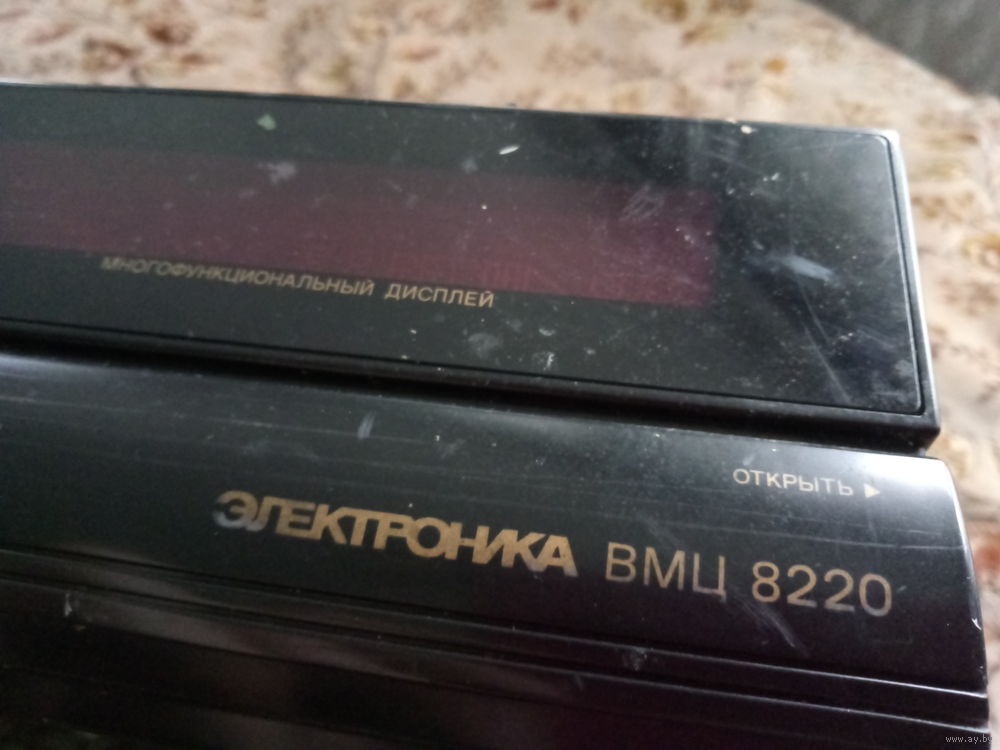 МНОГОФУНКЦИОНАЛЬНЫЙ ДИСПЛЕЙ
ОТКРЫТЬ ►
ЭЛЕКТРОНИКА ВМЦ 8220
www.ay.by